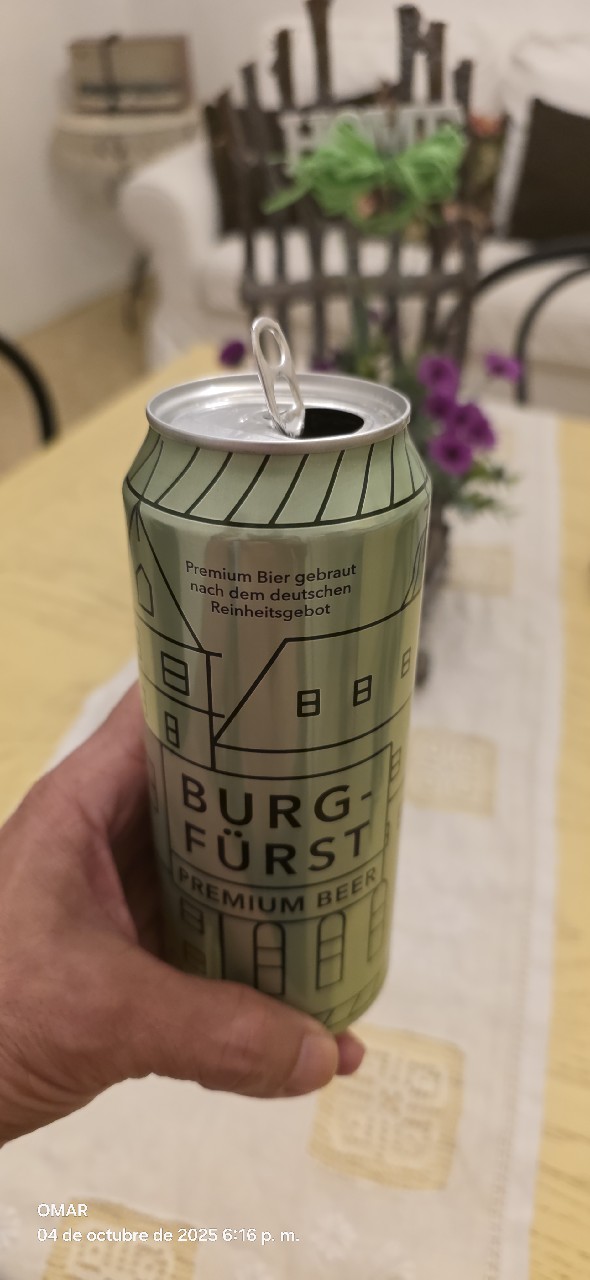 HOME
Premium Bier gebraut
nach dem deutschen
Reinheitsgebot
BURG-
FÜRST
PREMIUM BEER
OMAR
04 de octubre de 2025 6:16 p. m.